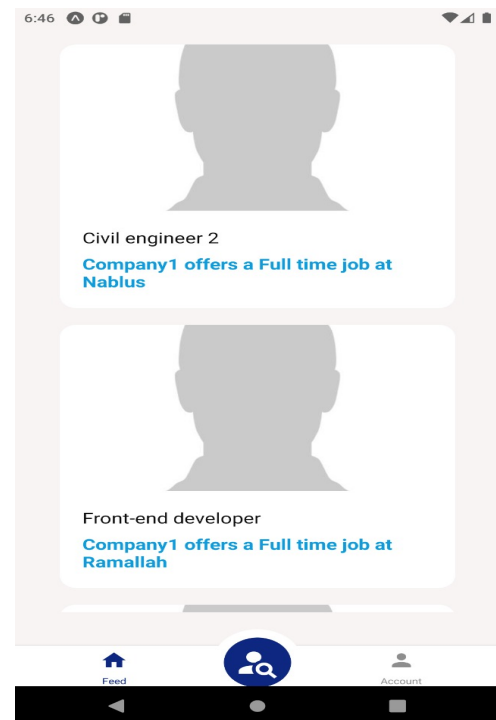 6:46
Civil engineer 2
Company1 offers a Full time job at
Nablus
Front-end developer
Company1 offers a Full time job at
Ramallah
Feed
Account